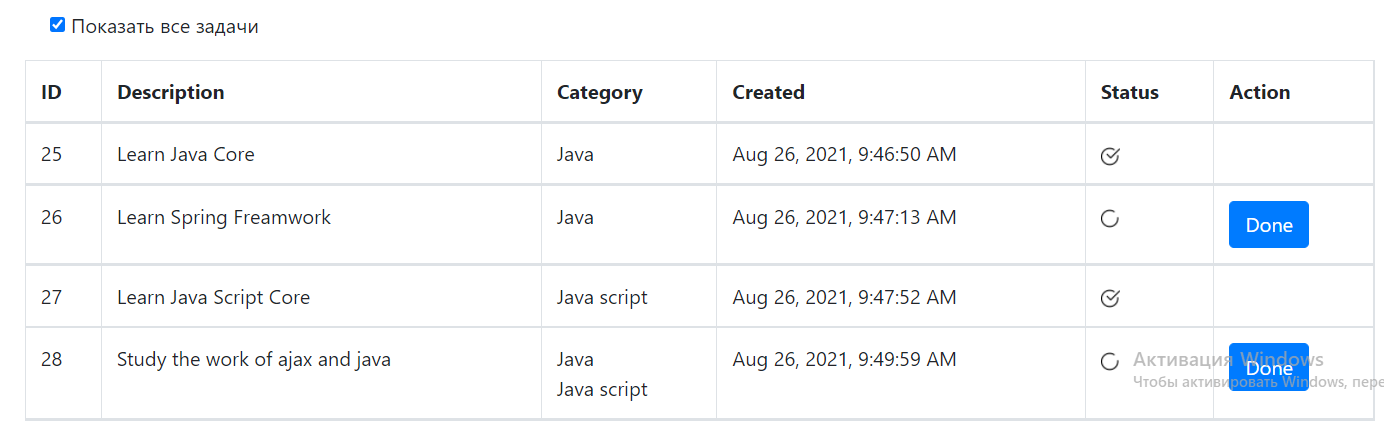 Показать все задачи
ID Description Category Created Status Action
25 Learn Java Core Java Aug 26, 2021, 9:46:50 AM
26 Learn Spring Freamwork Java Aug 26, 2021, 9:47:13 AM Done
27 Learn Java Script Core Java script Aug 26, 2021, 9:47:52 AM
28 Study the work of ajax and java Java Aug 26, 2021, 9:49:59 AM Done
Java script
Активация Windows
Чтобы активировать Windows, пере